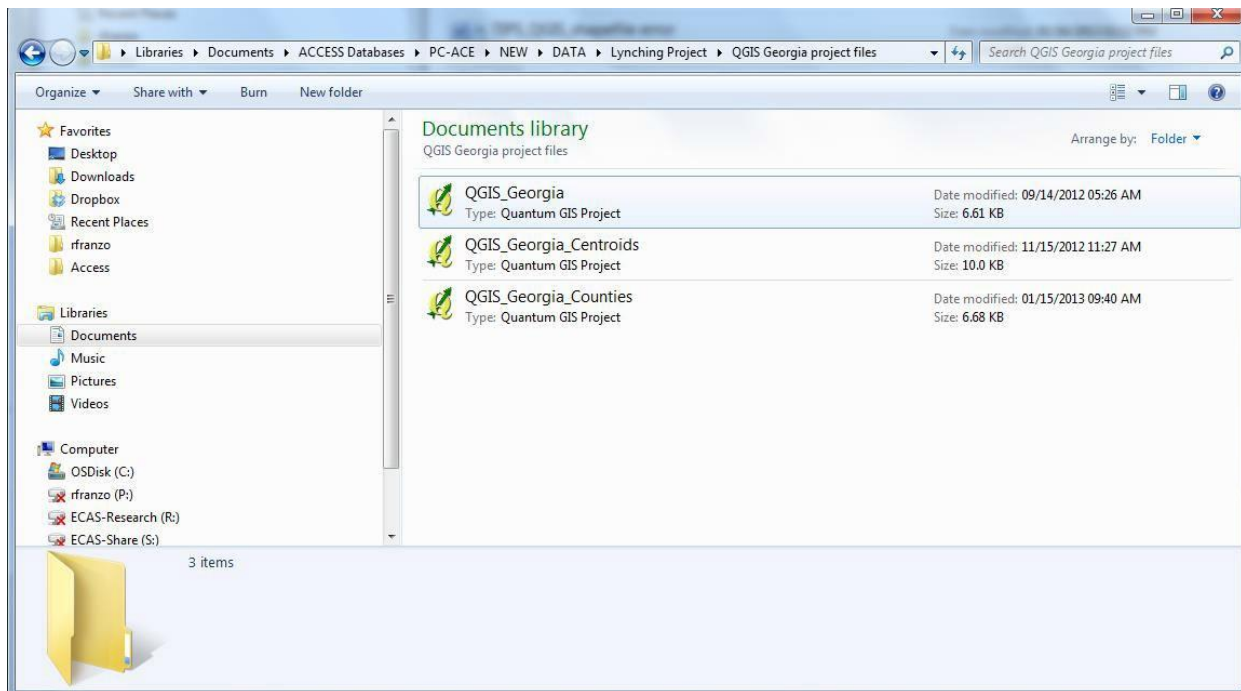 Libraries ▸ Documents ▸ ACCESS Databases ▸ PC-ACE ▸ NEW ▸ DATA ▸ Lynching Project ▸ QGIS Georgia project files
Search QGIS Georgia project files
Organize Share with Burn New folder
Favorites
Desktop
Downloads
Dropbox
Recent Places
rfranzo
Access
Libraries
Documents
Music
Pictures
Videos
Computer
OSDisk (C:)
rfranzo (P:)
ECAS-Research (R:)
ECAS-Share (S:)
Documents library
QGIS Georgia project files
Arrange by: Folder
QGIS_Georgia
Type: Quantum GIS Project
Date modified: 09/14/2012 05:26 AM
Size: 6.61 KB
QGIS_Georgia_Centroids
Type: Quantum GIS Project
Date modified: 11/15/2012 11:27 AM
Size: 10.0 KB
QGIS_Georgia_Counties
Type: Quantum GIS Project
Date modified: 01/15/2013 09:40 AM
Size: 6.68 KB
3 items